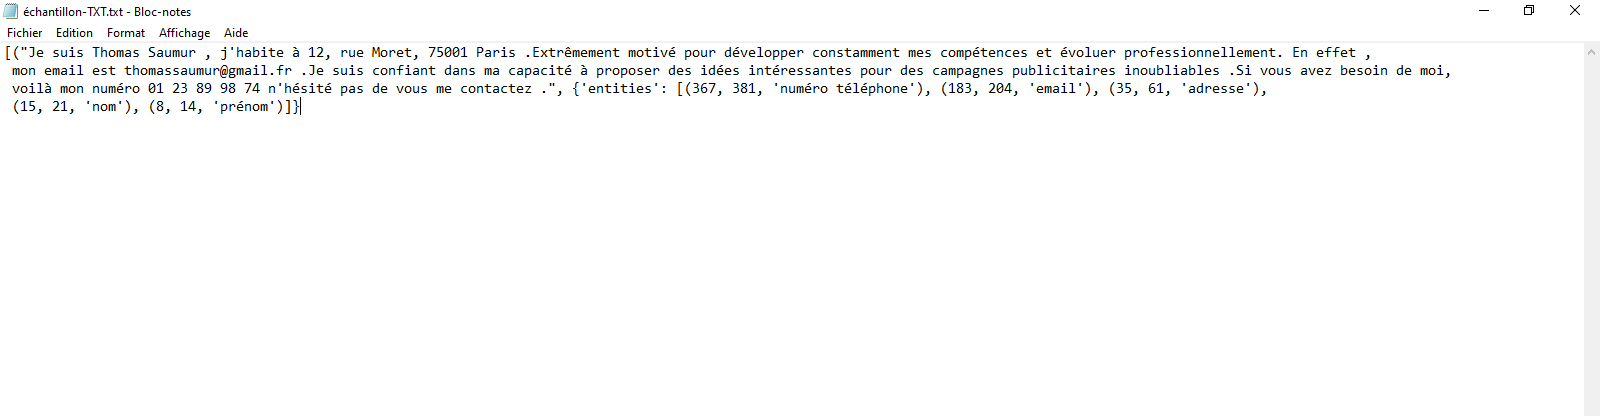 échantillon-TXT.txt - Bloc-notes
Fichier Edition Format Affichage Aide
[("Je suis Thomas Saumur , j'habite à 12, rue Moret, 75001 Paris .Extrêmement motivé pour développer constamment mes compétences et évoluer professionnellement. En effet ,
mon email est thomassaumur@gmail.fr .Je suis confiant dans ma capacité à proposer des idées intéressantes pour des campagnes publicitaires inoubliables .Si vous avez besoin de moi,
voilà mon numéro 01 23 89 98 74 n'hésité pas de vous me contactez .", {'entities': [(367, 381, 'numéro téléphone'), (183, 204, 'email'), (35, 61, 'adresse'),
(15, 21, 'nom'), (8, 14, 'prénom')]}